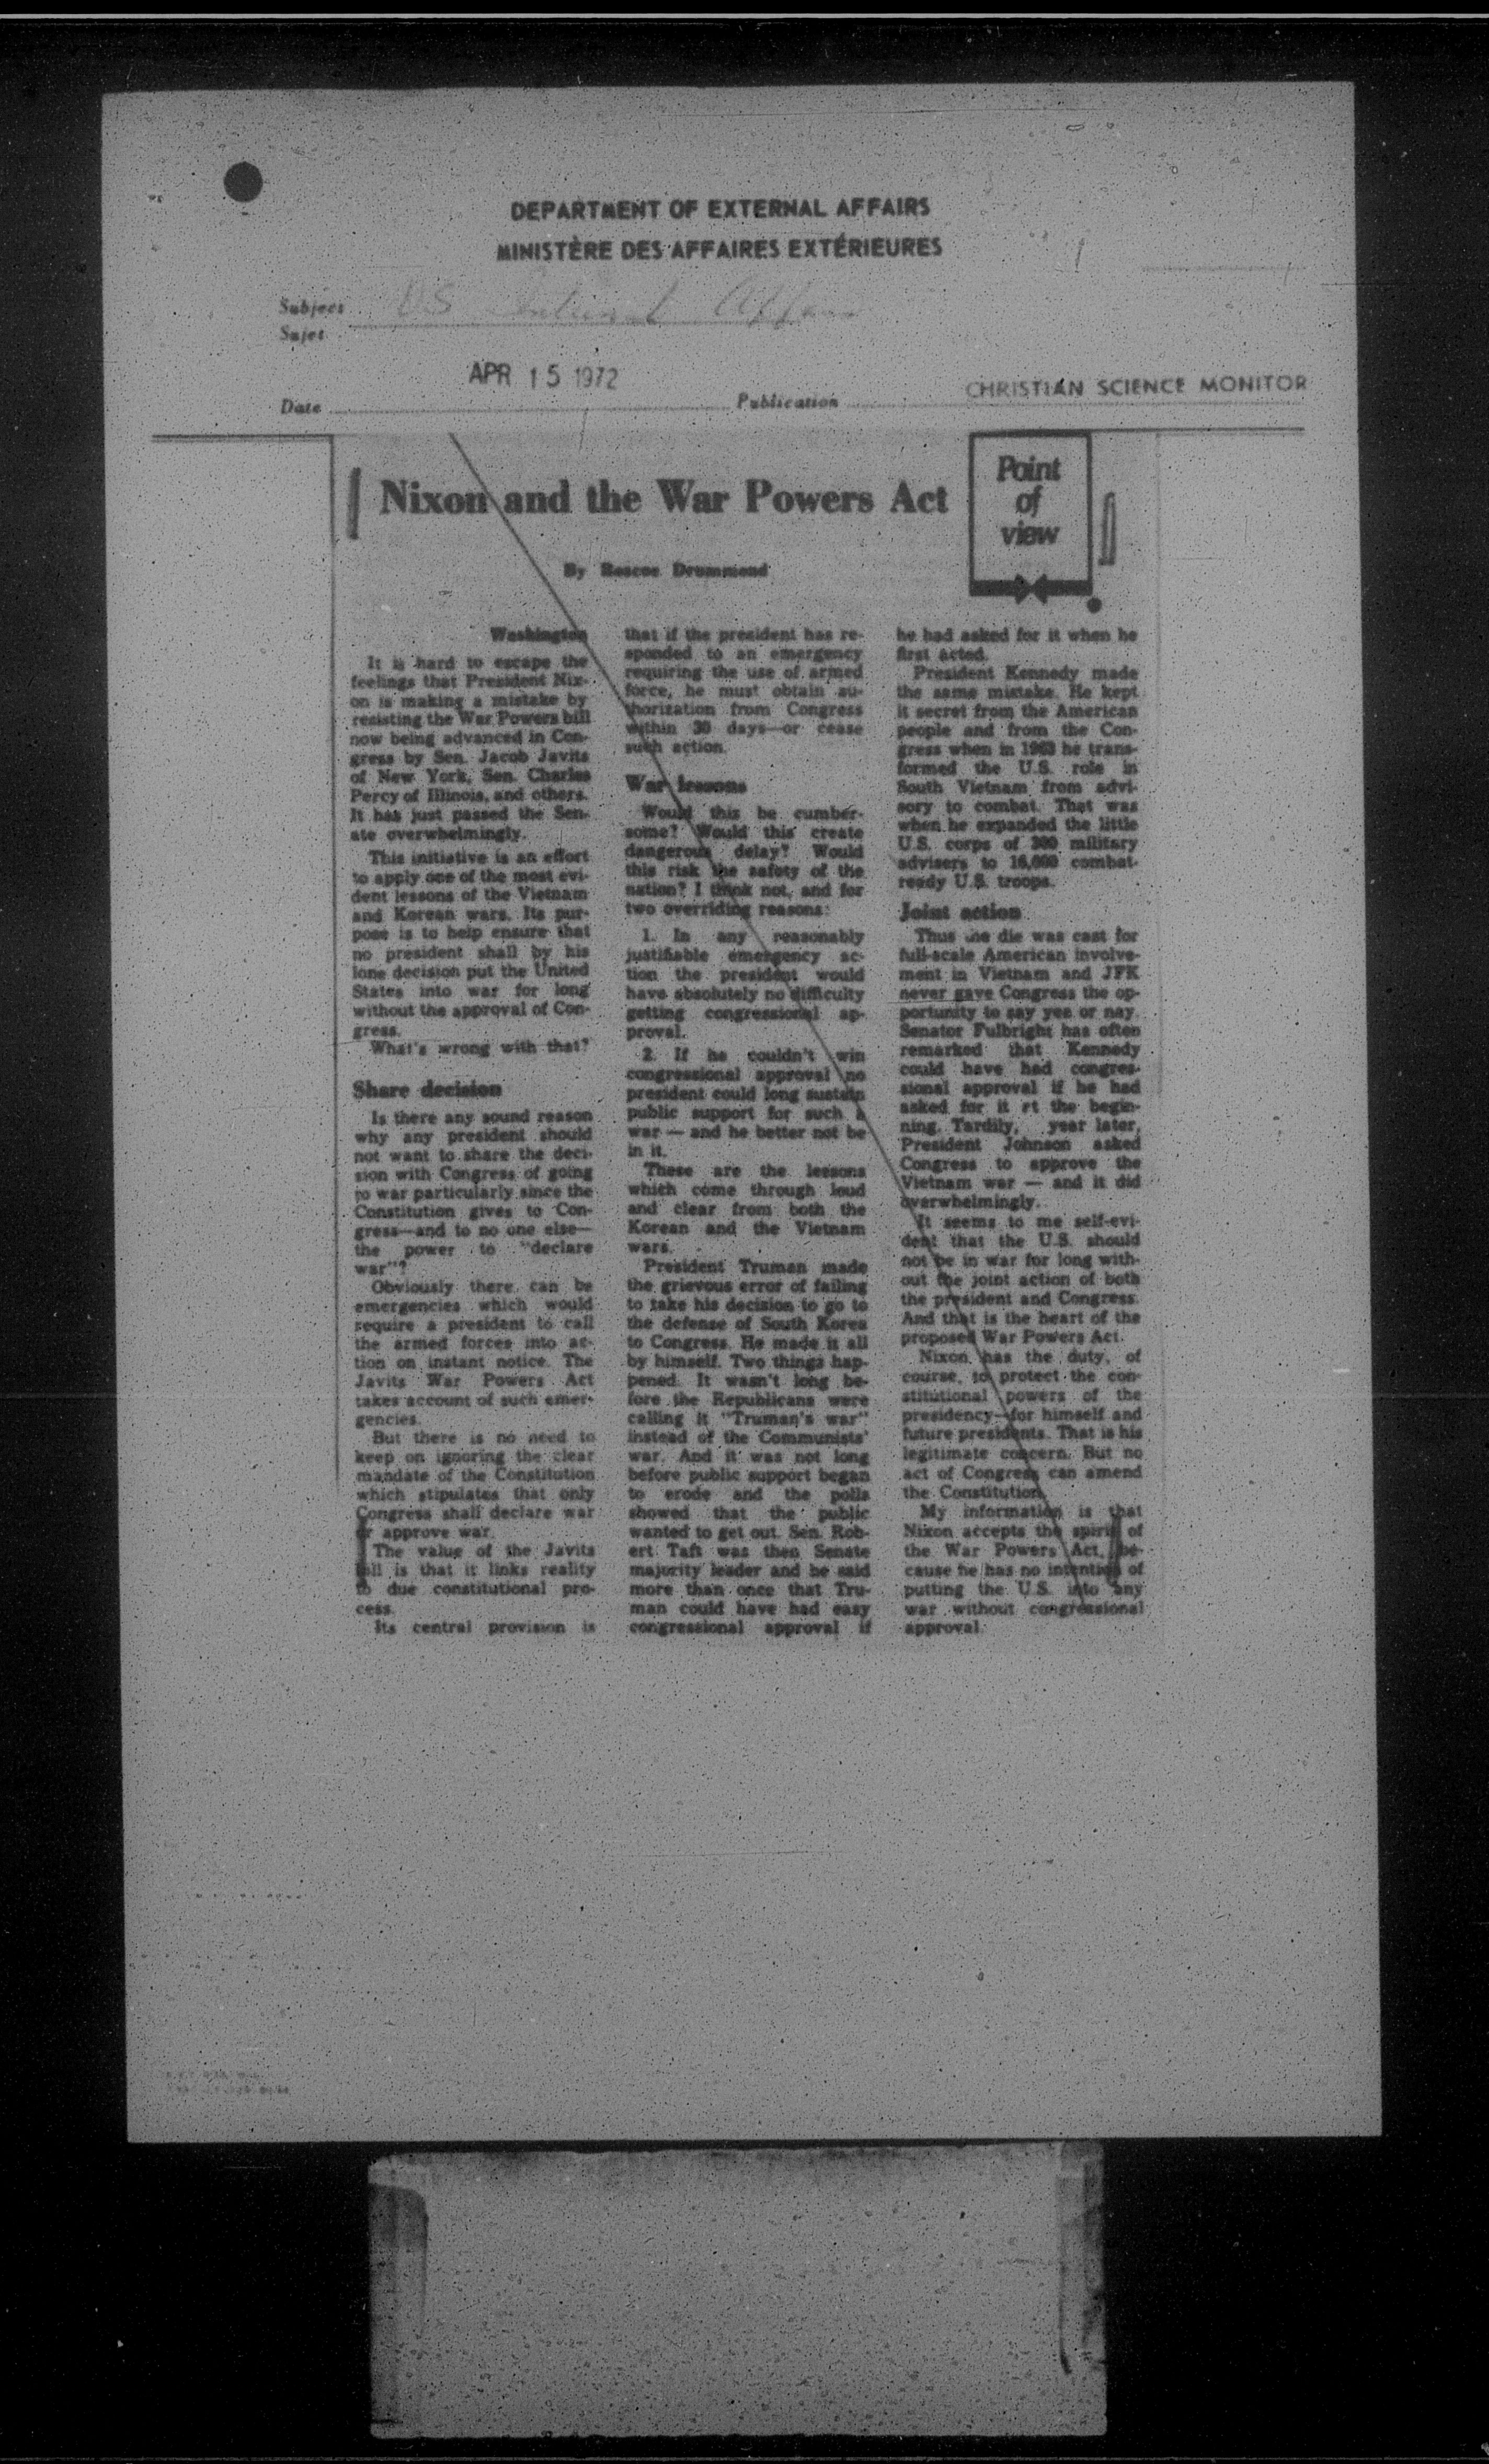 DEPARTMENT OF EXTERNAL AFFAIRS
MINISTÈRE DES AFFAIRES EXTÉRIEURES
Subject
Sujet
US
APR 15 1972
CHRISTIAN SCIENCE MONITOR
Date
Publication
Nixon and the War Powers Act
Point
of
view
By Roscoe Drummond
Washington
It is hard to escape the
feelings that President Nix-
on is making a mistake by
resisting the War Powers bill
now being advanced in Con-
gress by Sen. Jacob Javits
of New York, Sen. Charles
Percy of Illinois, and others.
It has just passed the Sen-
ate overwhelmingly.
This initiative is an effort
to apply one of the most evi-
dent lessons of the Vietnam
and Korean wars. Its pur-
pose is to help ensure that
no president shall by his
lone decision put the United
States into war for long
without the approval of Con-
gress.
What's wrong with that?
Share decision
Is there any sound reason
why any president should
not want to share the deci-
sion with Congress of going
to war particularly since the
Constitution gives to Con-
gress—and to no one else—
the power to "declare
war"?
Obviously there can be
emergencies which would
require a president to call
the armed forces into ac-
tion on instant notice. The
Javits War Powers Act
takes account of such emer-
gencies.
But there is no need to
keep on ignoring the clear
mandate of the Constitution
which stipulates that only
Congress shall declare war
or approve war.
The value of the Javits
bill is that it links reality
to due constitutional pro-
cess.
Its central provision is
that if the president has re-
sponded to an emergency
requiring the use of armed
force, he must obtain au-
thorization from Congress
within 30 days—or cease
such action.
War lessons
Would this be cumber-
some? Would this create
dangerous delay? Would
this risk the safety of the
nation? I think not, and for
two overriding reasons:
1. In any reasonably
justifiable emergency ac-
tion the president would
have absolutely no difficulty
getting congressional ap-
proval.
2. If he couldn't win
congressional approval no
president could long sustain
public support for such a
war — and he better not be
in it.
These are the lessons
which come through loud
and clear from both the
Korean and the Vietnam
wars.
President Truman made
the grievous error of failing
to take his decision to go to
the defense of South Korea
to Congress. He made it all
by himself. Two things hap-
pened. It wasn't long be-
fore the Republicans were
calling it "Truman's war"
instead of the Communists'
war. And it was not long
before public support began
to erode and the polls
showed that the public
wanted to get out. Sen. Rob-
ert Taft was then Senate
majority leader and he said
more than once that Tru-
man could have had easy
congressional approval if
he had asked for it when he
first acted.
President Kennedy made
the same mistake. He kept
it secret from the American
people and from the Con-
gress when in 1963 he trans-
formed the U.S. role in
South Vietnam from advi-
sory to combat. That was
when he expanded the little
U.S. corps of 300 military
advisers to 16,000 combat-
ready U.S. troops.
Joint action
Thus the die was cast for
full-scale American involve-
ment in Vietnam and JFK
never gave Congress the op-
portunity to say yea or nay.
Senator Fulbright has often
remarked that Kennedy
could have had congres-
sional approval if he had
asked for it at the begin-
ning. Tardily, year later,
President Johnson asked
Congress to approve the
Vietnam war — and it did
overwhelmingly.
It seems to me self-evi-
dent that the U.S. should
not be in war for long with-
out the joint action of both
the president and Congress.
And that is the heart of the
proposed War Powers Act.
Nixon has the duty, of
course, to protect the con-
stitutional powers of the
presidency—for himself and
future presidents. That is his
legitimate concern. But no
act of Congress can amend
the Constitution.
My information is that
Nixon accepts the spirit of
the War Powers Act, be-
cause he has no intention of
putting the U.S. into any
war without congressional
approval.